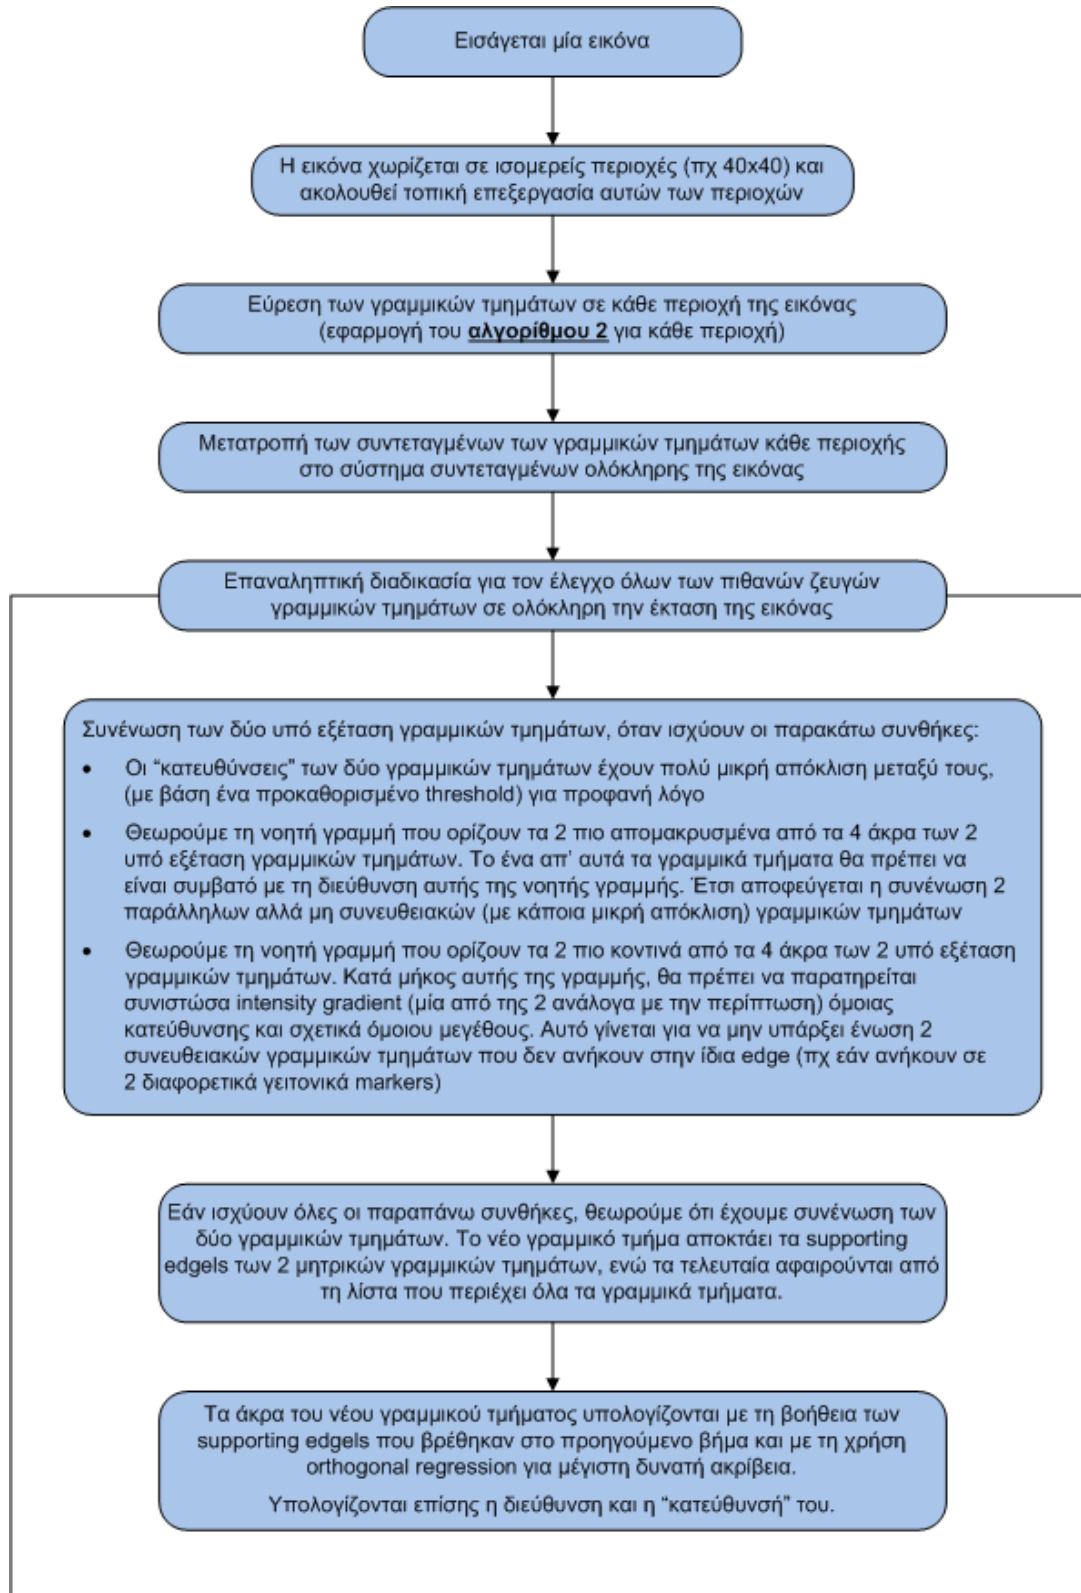 Εισάγεται μία εικόνα
Η εικόνα χωρίζεται σε ισομερείς περιοχές (πχ 40x40) και
ακολουθεί τοπική επεξεργασία αυτών των περιοχών
Εύρεση των γραμμικών τμημάτων σε κάθε περιοχή της εικόνας
(εφαρμογή του αλγορίθμου 2 για κάθε περιοχή)
Μετατροπή των συντεταγμένων των γραμμικών τμημάτων κάθε περιοχής
στο σύστημα συντεταγμένων ολόκληρης της εικόνας
Επαναληπτική διαδικασία για τον έλεγχο όλων των πιθανών ζευγών
γραμμικών τμημάτων σε ολόκληρη την έκταση της εικόνας
Συνένωση των δύο υπό εξέταση γραμμικών τμημάτων, όταν ισχύουν οι παρακάτω συνθήκες:
• Οι “κατευθύνσεις” των δύο γραμμικών τμημάτων έχουν πολύ μικρή απόκλιση μεταξύ τους,
(με βάση ένα προκαθορισμένο threshold) για προφανή λόγο
• Θεωρούμε τη νοητή γραμμή που ορίζουν τα 2 πιο απομακρυσμένα από τα 4 άκρα των 2
υπό εξέταση γραμμικών τμημάτων. Το ένα απ’ αυτά τα γραμμικά τμήματα θα πρέπει να
είναι συμβατό με τη διεύθυνση αυτής της νοητής γραμμής. Έτσι αποφεύγεται η συνένωση 2
παράλληλων αλλά μη συνευθειακών (με κάποια μικρή απόκλιση) γραμμικών τμημάτων
• Θεωρούμε τη νοητή γραμμή που ορίζουν τα 2 πιο κοντινά από τα 4 άκρα των 2 υπό εξέταση
γραμμικών τμημάτων. Κατά μήκος αυτής της γραμμής, θα πρέπει να παρατηρείται
συνιστώσα intensity gradient (μία από της 2 ανάλογα με την περίπτωση) όμοιας
κατεύθυνσης και σχετικά όμοιου μεγέθους. Αυτό γίνεται για να μην υπάρξει ένωση 2
συνευθειακών γραμμικών τμημάτων που δεν ανήκουν στην ίδια edge (πχ εάν ανήκουν σε
2 διαφορετικά γειτονικά markers)
Εάν ισχύουν όλες οι παραπάνω συνθήκες, θεωρούμε ότι έχουμε συνένωση των
δύο γραμμικών τμημάτων. Το νέο γραμμικό τμήμα αποκτάει τα supporting
edgels των 2 μητρικών γραμμικών τμημάτων, ενώ τα τελευταία αφαιρούνται από
τη λίστα που περιέχει όλα τα γραμμικά τμήματα.
Τα άκρα του νέου γραμμικού τμήματος υπολογίζονται με τη βοήθεια των
supporting edgels που βρέθηκαν στο προηγούμενο βήμα και με τη χρήση
orthogonal regression για μέγιστη δυνατή ακρίβεια.
Υπολογίζονται επίσης η διεύθυνση και η “κατεύθυνσή” του.